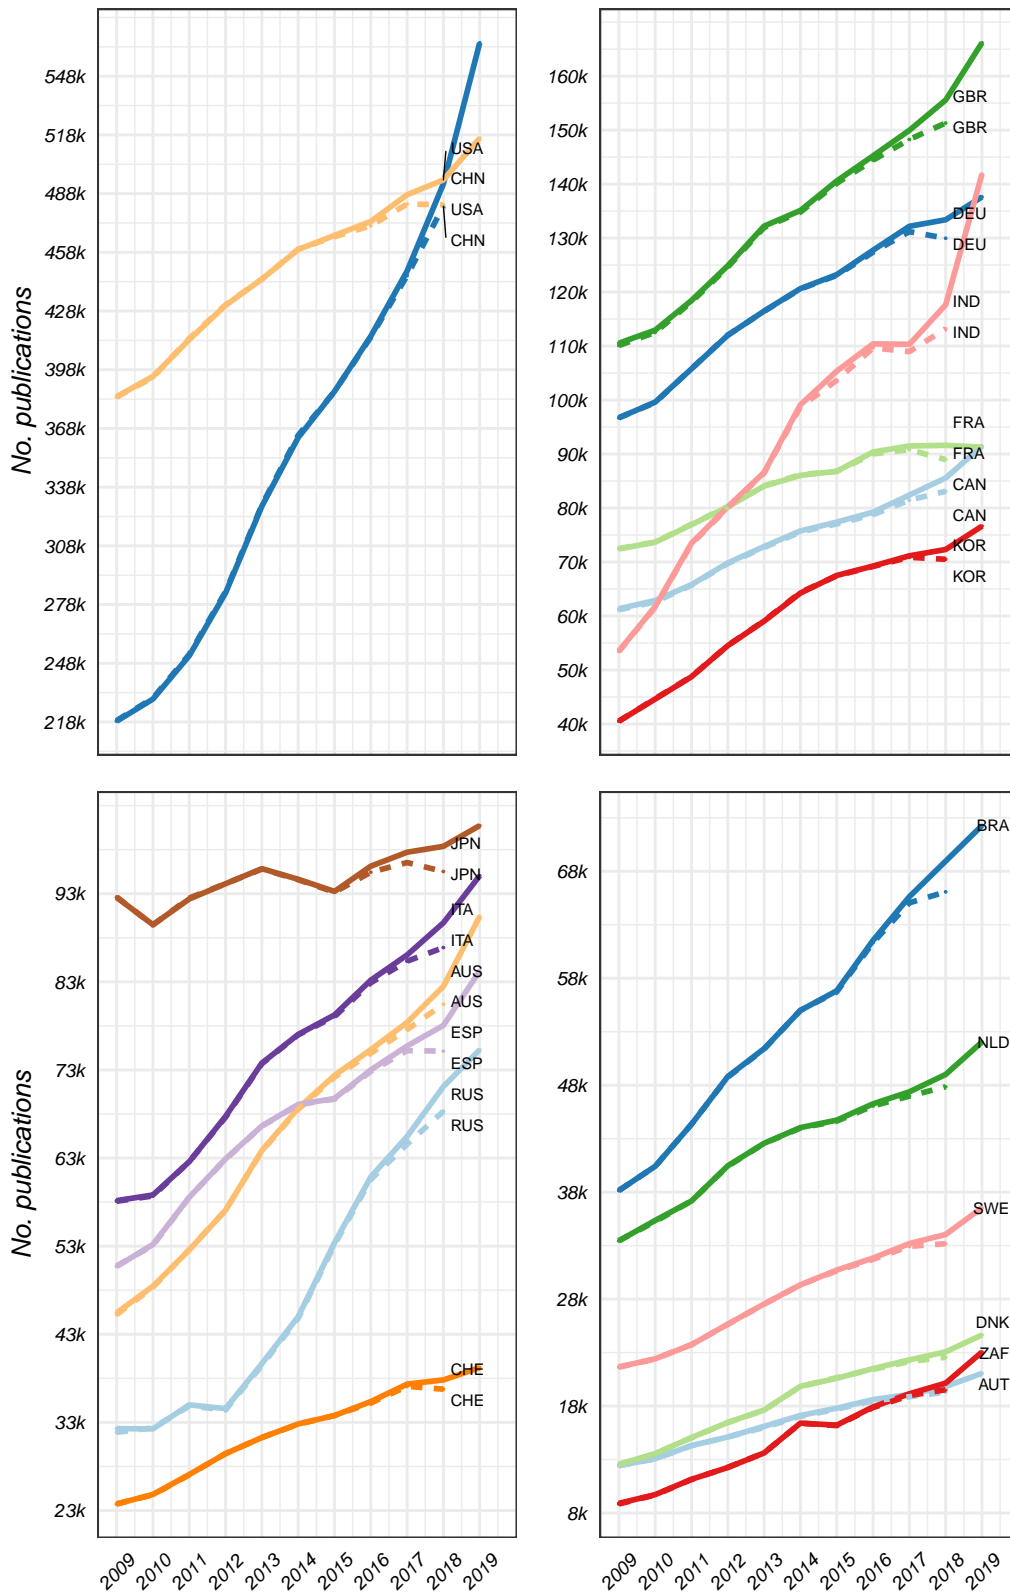 548k
518k
488k
458k
428k
398k
368k
338k
308k
278k
248k
218k
No. publications
USA
CHN
USA
CHN
160k
150k
140k
130k
120k
110k
100k
90k
80k
70k
60k
50k
40k
GBR
GBR
DEU
DEU
IND
IND
FRA
FRA
CAN
CAN
KOR
KOR
93k
83k
73k
63k
53k
43k
33k
23k
No. publications
JPN
JPN
ITA
ITA
AUS
AUS
ESP
ESP
RUS
RUS
CHE
CHE
2009 2010 2011 2012 2013 2014 2015 2016 2017 2018 2019
68k
58k
48k
38k
28k
18k
8k
BRA
NLD
SWE
DNK
ZAF
AUT
2009 2010 2011 2012 2013 2014 2015 2016 2017 2018 2019